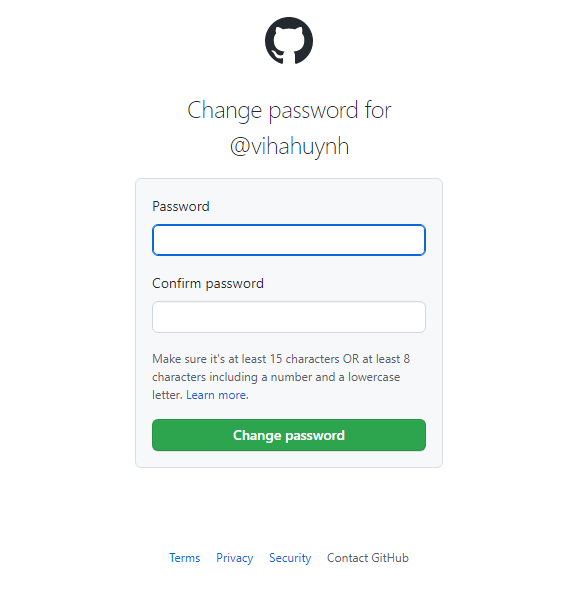 Change password for
@vihahuynh
Password
Confirm password
Make sure it's at least 15 characters OR at least 8
characters including a number and a lowercase
letter. Learn more.
Change password
Terms Privacy Security Contact GitHub